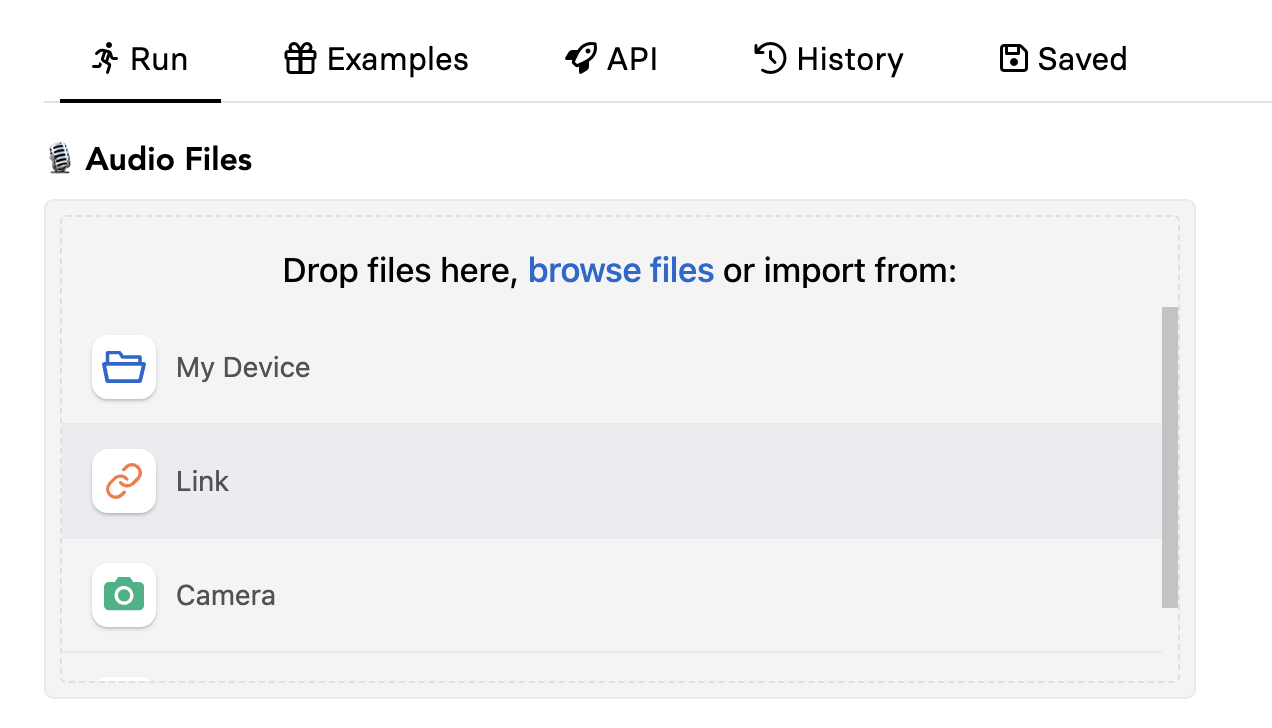 Run Examples API History Saved
Audio Files
Drop files here, browse files or import from:
My Device
Link
Camera